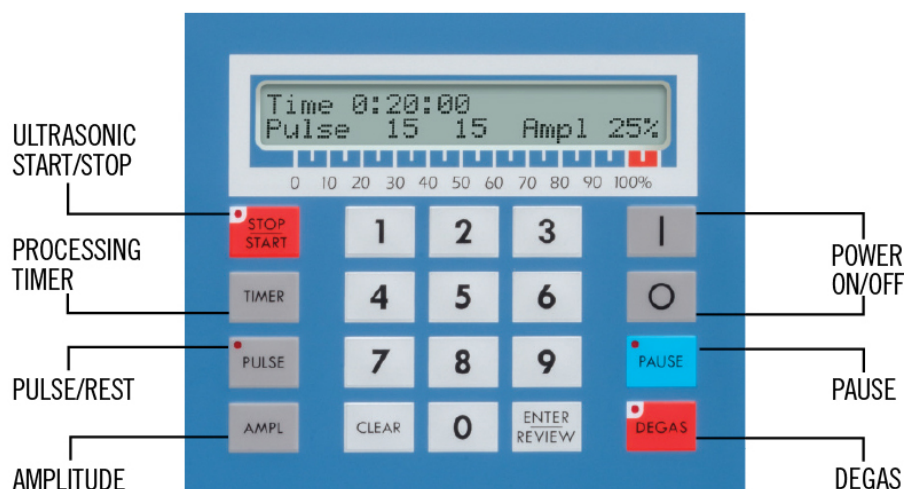 Time 0:20:00
Pulse 15 15 Ampl 25%
0 10 20 30 40 50 60 70 80 90 100%
ULTRASONIC
START/STOP
STOP
START
1 2 3
|
PROCESSING
TIMER
TIMER
4 5 6
O
POWER
ON/OFF
PULSE
7 8 9
PAUSE
PULSE/REST
PAUSE
AMPL
CLEAR
0
ENTER
REVIEW
DEGAS
AMPLITUDE
DEGAS